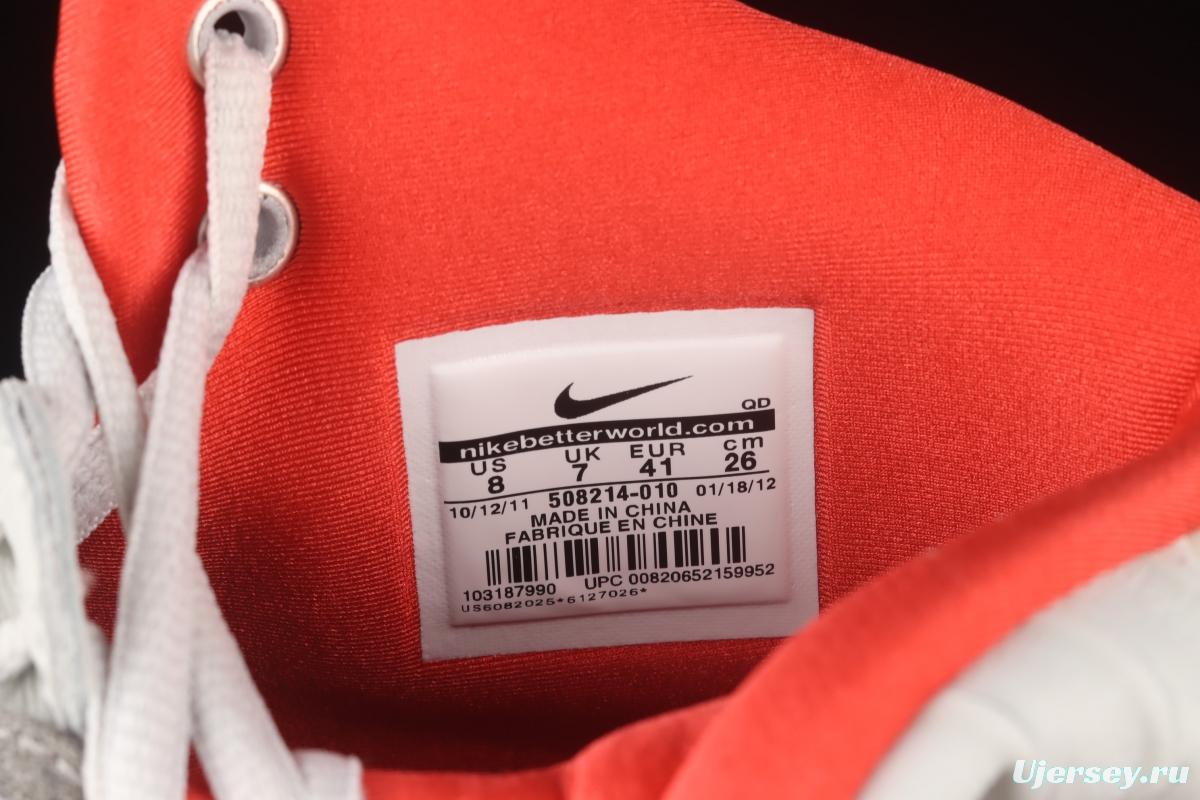 QD
nikebetterworld.com
US UK EUR cm
8 7 41 26
10/12/11 508214-010 01/18/12
MADE IN CHINA
FABRIQUE EN CHINE
103187990 UPC 00820652159952
US6082025*6127026*
Ujersey.ru